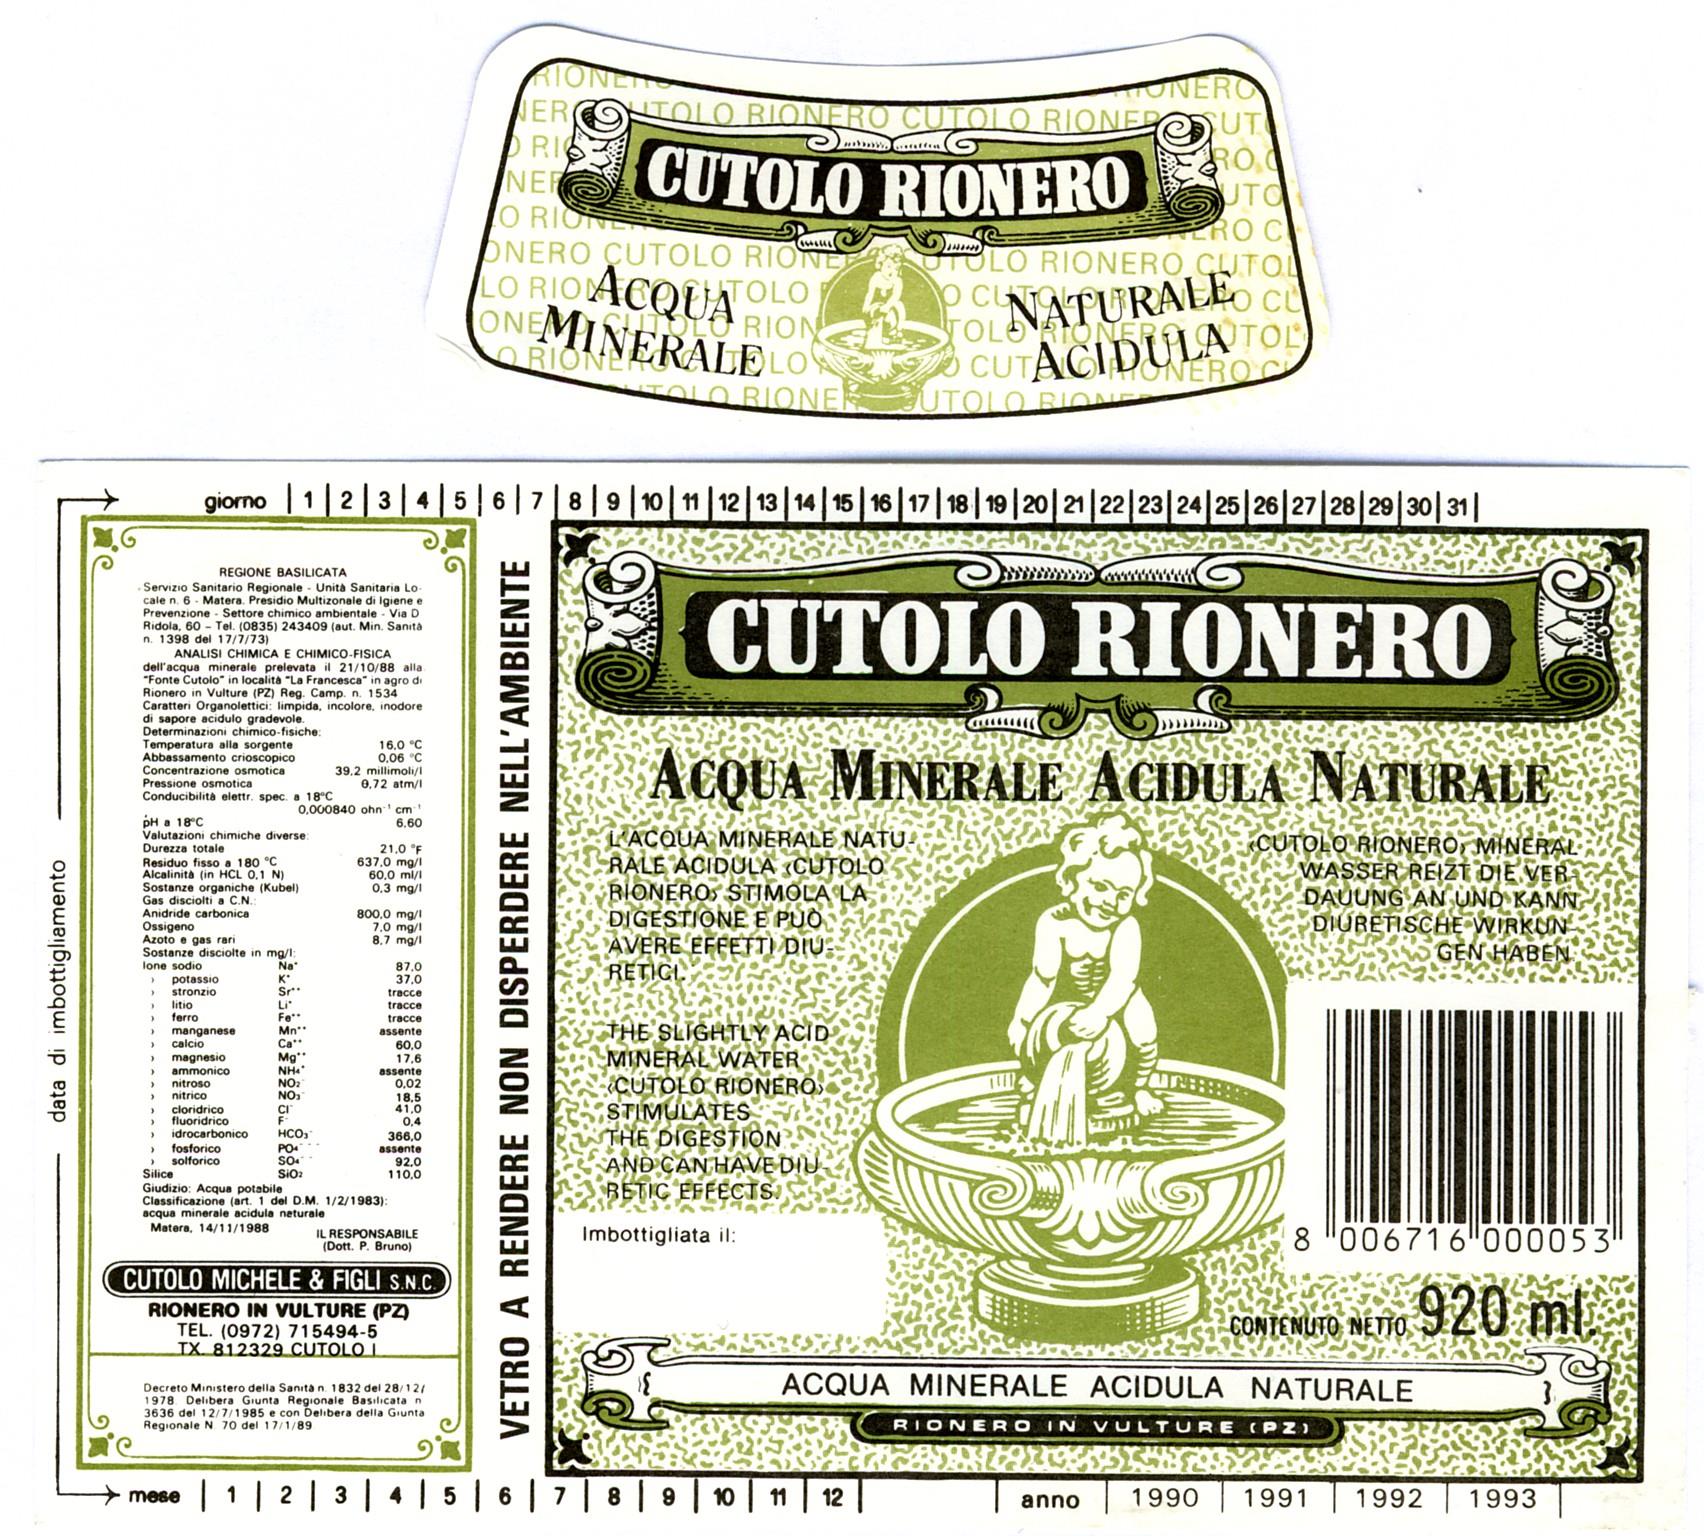 CUTOLO RIONERO
ACQUA
MINERALE
NATURALE
ACIDULA
giorno | 1 | 2 | 3 | 4 | 5 | 6 | 7 | 8 | 9 | 10 | 11 | 12 | 13 | 14 | 15 | 16 | 17 | 18 | 19 | 20 | 21 | 22 | 23 | 24 | 25 | 26 | 27 | 28 | 29 | 30 | 31 |
data di imbottigliamento
REGIONE BASILICATA
Servizio Sanitario Regionale - Unità Sanitaria Lo-
cale n. 6 - Matera. Presidio Multizonale di Igiene e
Prevenzione - Settore chimico ambientale - Via D.
Ridola, 60 - Tel. (0835) 243409 (aut. Min. Sanità
n. 1398 del 17/7/73)
ANALISI CHIMICA E CHIMICO-FISICA
dell'acqua minerale prelevata il 21/10/88 alla
"Fonte Cutolo" in località "La Francesca" in agro di
Rionero in Vulture (PZ) Reg. Camp. n. 1534
Caratteri Organolettici: limpida, incolore, inodore
di sapore acidulo gradevole.
Determinazioni chimico-fisiche:
Temperatura alla sorgente 16,0 °C
Abbassamento crioscopico 0,06 °C
Concentrazione osmotica 39,2 millimoli/l
Pressione osmotica 0,72 atm/l
Conducibilità elettr. spec. a 18°C
0,000840 ohn⁻¹ cm⁻¹
pH a 18°C 6,60
Valutazioni chimiche diverse:
Durezza totale 21,0 °F
Residuo fisso a 180 °C 637,0 mg/l
Alcalinità (in HCL 0,1 N) 60,0 ml/l
Sostanze organiche (Kubel) 0,3 mg/l
Gas disciolti a C.N.:
Anidride carbonica 800,0 mg/l
Ossigeno 7,0 mg/l
Azoto e gas rari 8,7 mg/l
Sostanze disciolte in mg/l:
Ione sodio Na⁺ 87,0
› potassio K⁺ 37,0
› stronzio Sr⁺⁺ tracce
› litio Li⁺ tracce
› ferro Fe⁺⁺ tracce
› manganese Mn⁺⁺ assente
› calcio Ca⁺⁺ 60,0
› magnesio Mg⁺⁺ 17,6
› ammonico NH₄⁺ assente
› nitroso NO₂⁻ 0,02
› nitrico NO₃⁻ 18,5
› cloridrico Cl⁻ 41,0
› fluoridrico F⁻ 0,4
› idrocarbonico HCO₃⁻ 366,0
› fosforico PO₄⁻⁻⁻ assente
› solforico SO₄⁻⁻ 92,0
Silice SiO₂ 110,0
Giudizio: Acqua potabile
Classificazione (art. 1 del D.M. 1/2/1983):
acqua minerale acidula naturale
Matera, 14/11/1988
IL RESPONSABILE
(Dott. P. Bruno)
CUTOLO MICHELE & FIGLI S.N.C.
RIONERO IN VULTURE (PZ)
TEL. (0972) 715494-5
TX. 812329 CUTOLO I
Decreto Ministero della Sanità n. 1832 del 28/12/
1978. Delibera Giunta Regionale Basilicata n.
3636 del 12/7/1985 e con Delibera della Giunta
Regionale N. 70 del 17/1/89
VETRO A RENDERE NON DISPERDERE NELL'AMBIENTE
CUTOLO RIONERO
ACQUA MINERALE ACIDULA NATURALE
L'ACQUA MINERALE NATU-
RALE ACIDULA ‹CUTOLO
RIONERO› STIMOLA LA
DIGESTIONE E PUÒ
AVERE EFFETTI DIU-
RETICI.
THE SLIGHTLY ACID
MINERAL WATER
‹CUTOLO RIONERO›
STIMULATES
THE DIGESTION
AND CAN HAVE DIU-
RETIC EFFECTS.
‹CUTOLO RIONERO› MINERAL
WASSER REIZT DIE VER-
DAUUNG AN UND KANN
DIURETISCHE WIRKUN-
GEN HABEN.
Imbottigliata il:
8 006716 000053
CONTENUTO NETTO 920 ml.
ACQUA MINERALE ACIDULA NATURALE
RIONERO IN VULTURE (PZ)
mese | 1 | 2 | 3 | 4 | 5 | 6 | 7 | 8 | 9 | 10 | 11 | 12 | | anno | 1990 | 1991 | 1992 | 1993 |